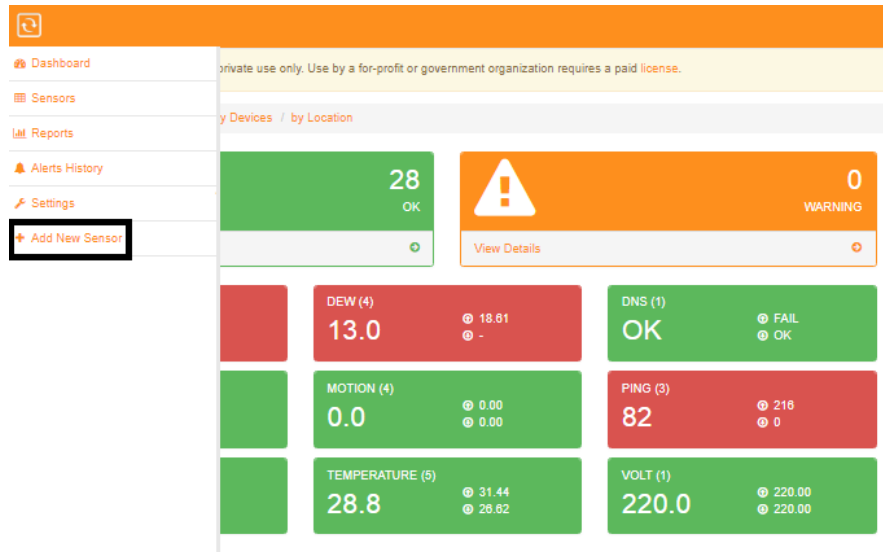 Dashboard
private use only. Use by a for-profit or government organization requires a paid license.
Sensors
y Devices / by Location
Reports
Alerts History
28
OK
0
WARNING
Settings
Add New Sensor
View Details
DEW (4)
13.0
18.61
-
DNS (1)
OK
FAIL
OK
MOTION (4)
0.0
0.00
0.00
PING (3)
82
216
0
TEMPERATURE (5)
28.8
31.44
26.62
VOLT (1)
220.0
220.00
220.00